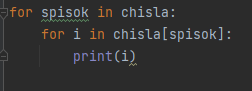 for spisok in chisla:
    for i in chisla[spisok]:
        print(i)